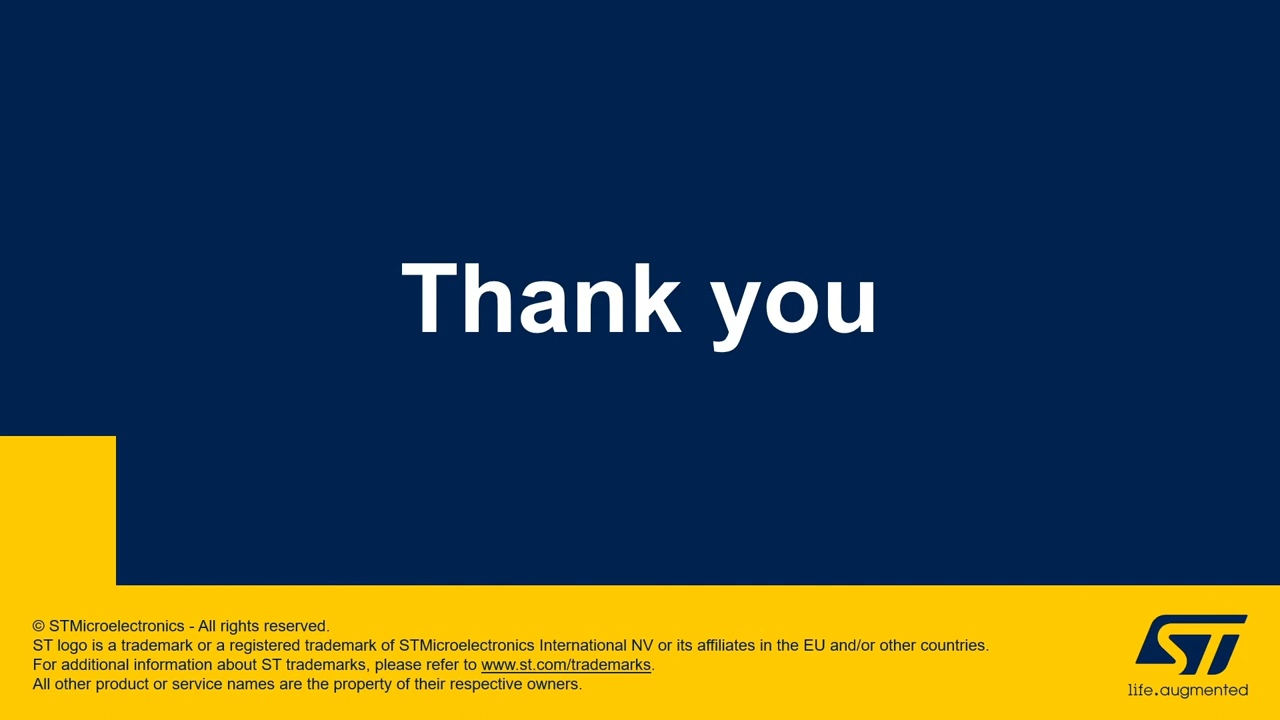 Thank you
© STMicroelectronics - All rights reserved.
ST logo is a trademark or a registered trademark of STMicroelectronics International NV or its affiliates in the EU and/or other countries.
For additional information about ST trademarks, please refer to www.st.com/trademarks.
All other product or service names are the property of their respective owners.
ST
life.augmented